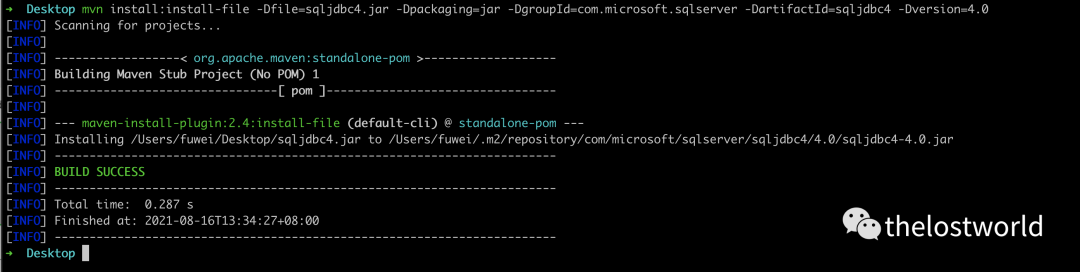 ➜  Desktop mvn install:install-file -Dfile=sqljdbc4.jar -Dpackaging=jar -DgroupId=com.microsoft.sqlserver -DartifactId=sqljdbc4 -Dversion=4.0
[INFO] Scanning for projects...
[INFO]
[INFO] ------------------< org.apache.maven:standalone-pom >-------------------
[INFO] Building Maven Stub Project (No POM) 1
[INFO] --------------------------------[ pom ]---------------------------------
[INFO]
[INFO] --- maven-install-plugin:2.4:install-file (default-cli) @ standalone-pom ---
[INFO] Installing /Users/fuwei/Desktop/sqljdbc4.jar to /Users/fuwei/.m2/repository/com/microsoft/sqlserver/sqljdbc4/4.0/sqljdbc4-4.0.jar
[INFO] ------------------------------------------------------------------------
[INFO] BUILD SUCCESS
[INFO] ------------------------------------------------------------------------
[INFO] Total time:  0.287 s
[INFO] Finished at: 2021-08-16T13:34:27+08:00
[INFO] ------------------------------------------------------------------------
➜  Desktop
thelostworld